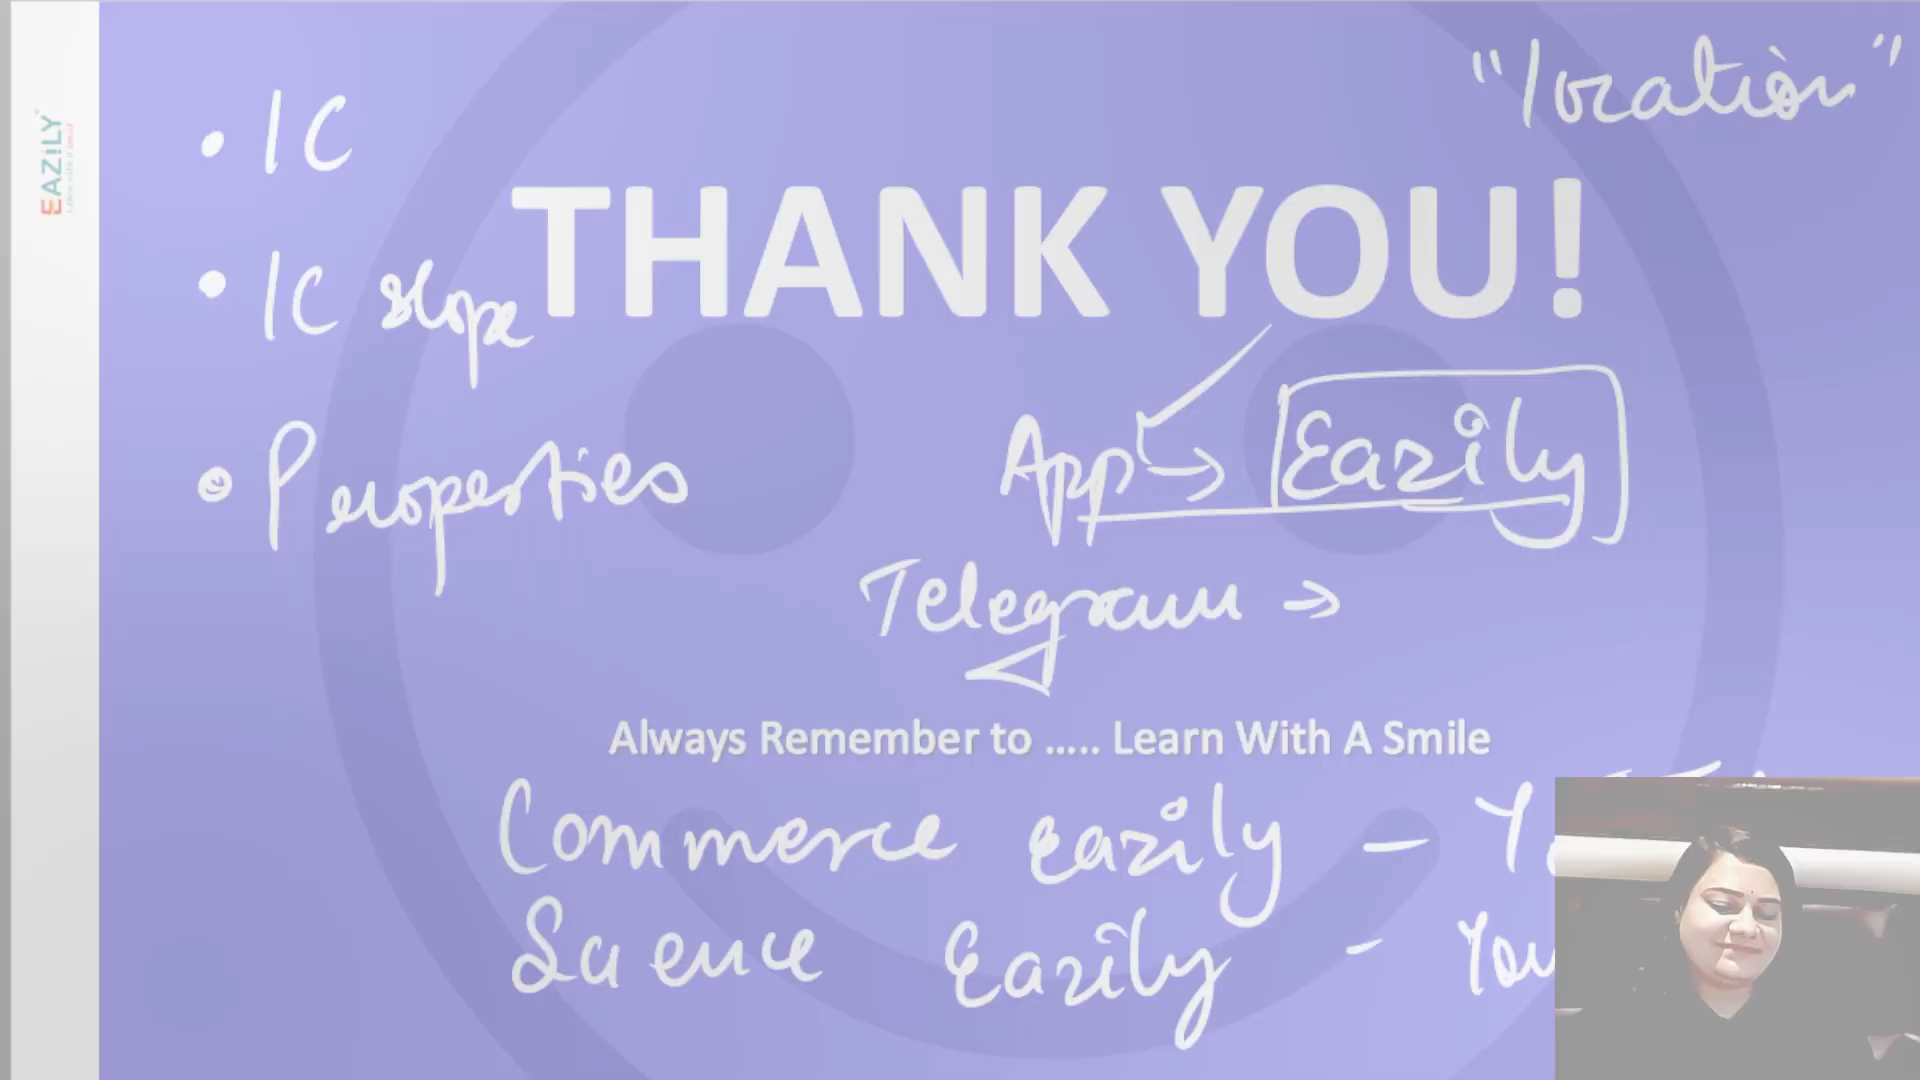 "location"
• IC
THANK YOU!
• IC slope
App → Eazily
• Properties
Telegram →
Always Remember to ..... Learn With A Smile
Commerce Eazily -
Science Eazily - You
EAZILY